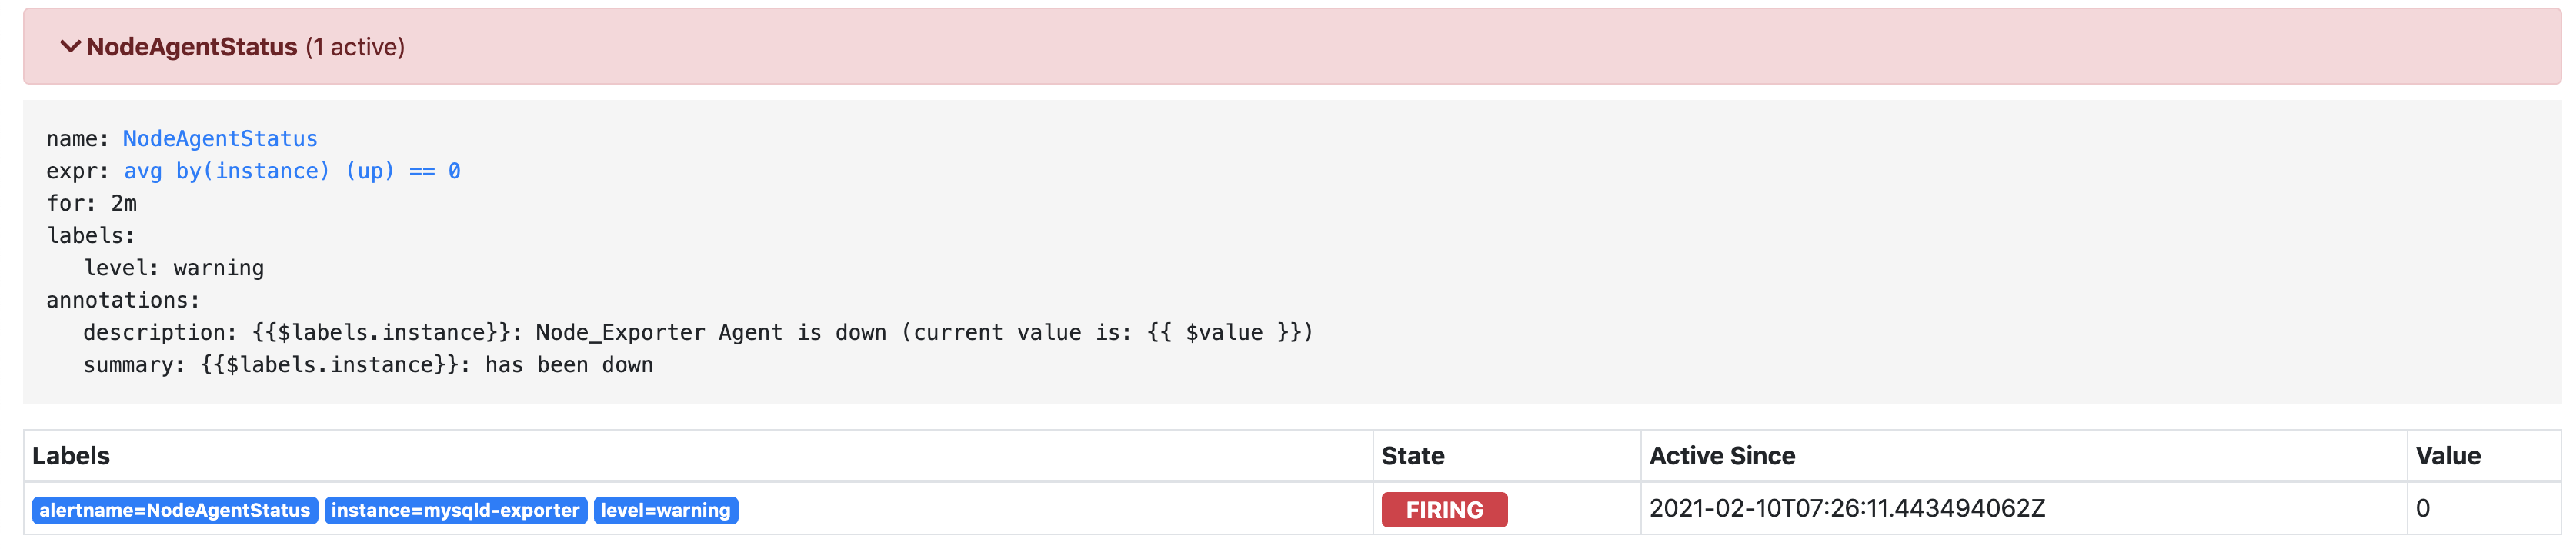 NodeAgentStatus (1 active)
name: NodeAgentStatus
expr: avg by(instance) (up) == 0
for: 2m
labels:
level: warning
annotations:
description: {{$labels.instance}}: Node_Exporter Agent is down (current value is: {{ $value }})
summary: {{$labels.instance}}: has been down
Labels State Active Since Value
alertname=NodeAgentStatus instance=mysqld-exporter level=warning FIRING 2021-02-10T07:26:11.443494062Z 0